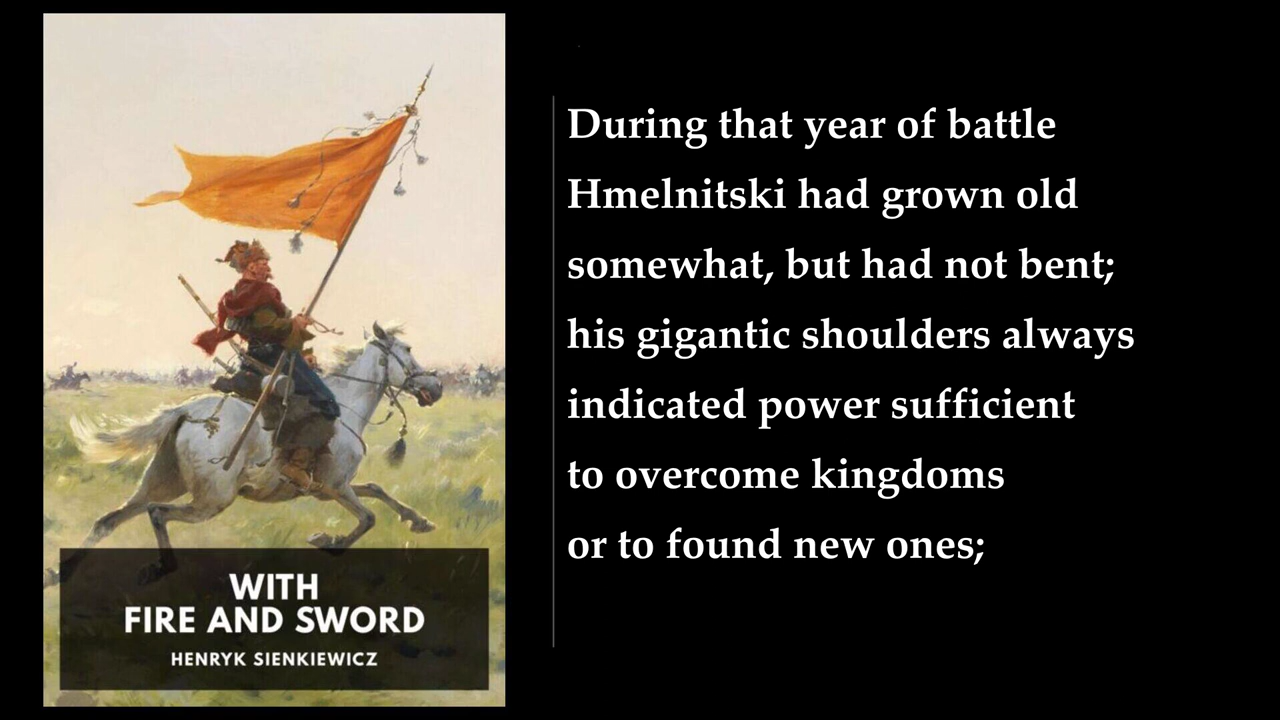 During that year of battle
Hmelnitski had grown old
somewhat, but had not bent;
his gigantic shoulders always
indicated power sufficient
to overcome kingdoms
or to found new ones;
WITH
FIRE AND SWORD
HENRYK SIENKIEWICZ